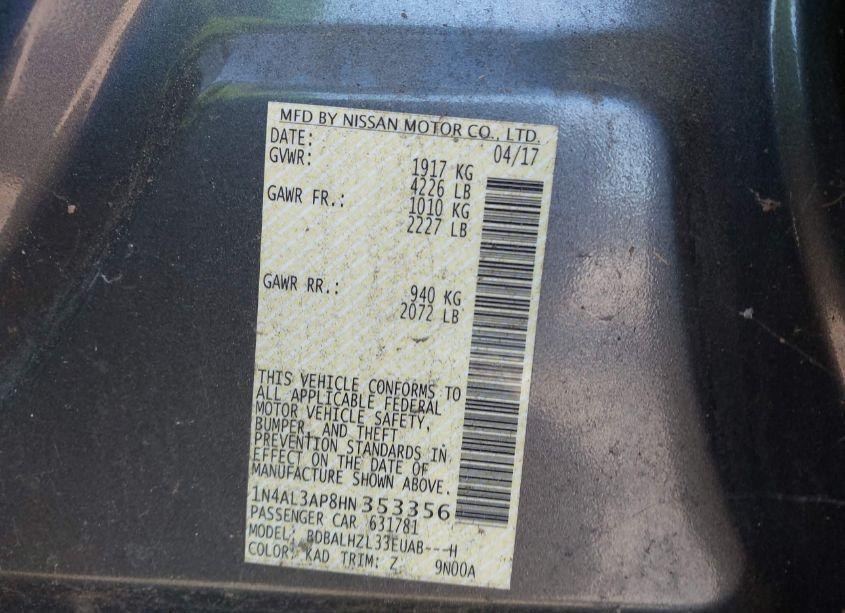 MFD BY NISSAN MOTOR CO., LTD.
DATE: 04/17
GVWR: 1917 KG
4226 LB
GAWR FR.: 1010 KG
2227 LB
GAWR RR.: 940 KG
2072 LB
THIS VEHICLE CONFORMS TO
ALL APPLICABLE FEDERAL
MOTOR VEHICLE SAFETY,
BUMPER, AND THEFT
PREVENTION STANDARDS IN
EFFECT ON THE DATE OF
MANUFACTURE SHOWN ABOVE.
1N4AL3AP8HN 353356
PASSENGER CAR 631781
MODEL: BDBALHZL33EUAB---H
COLOR: KAD TRIM: Z 9N00A